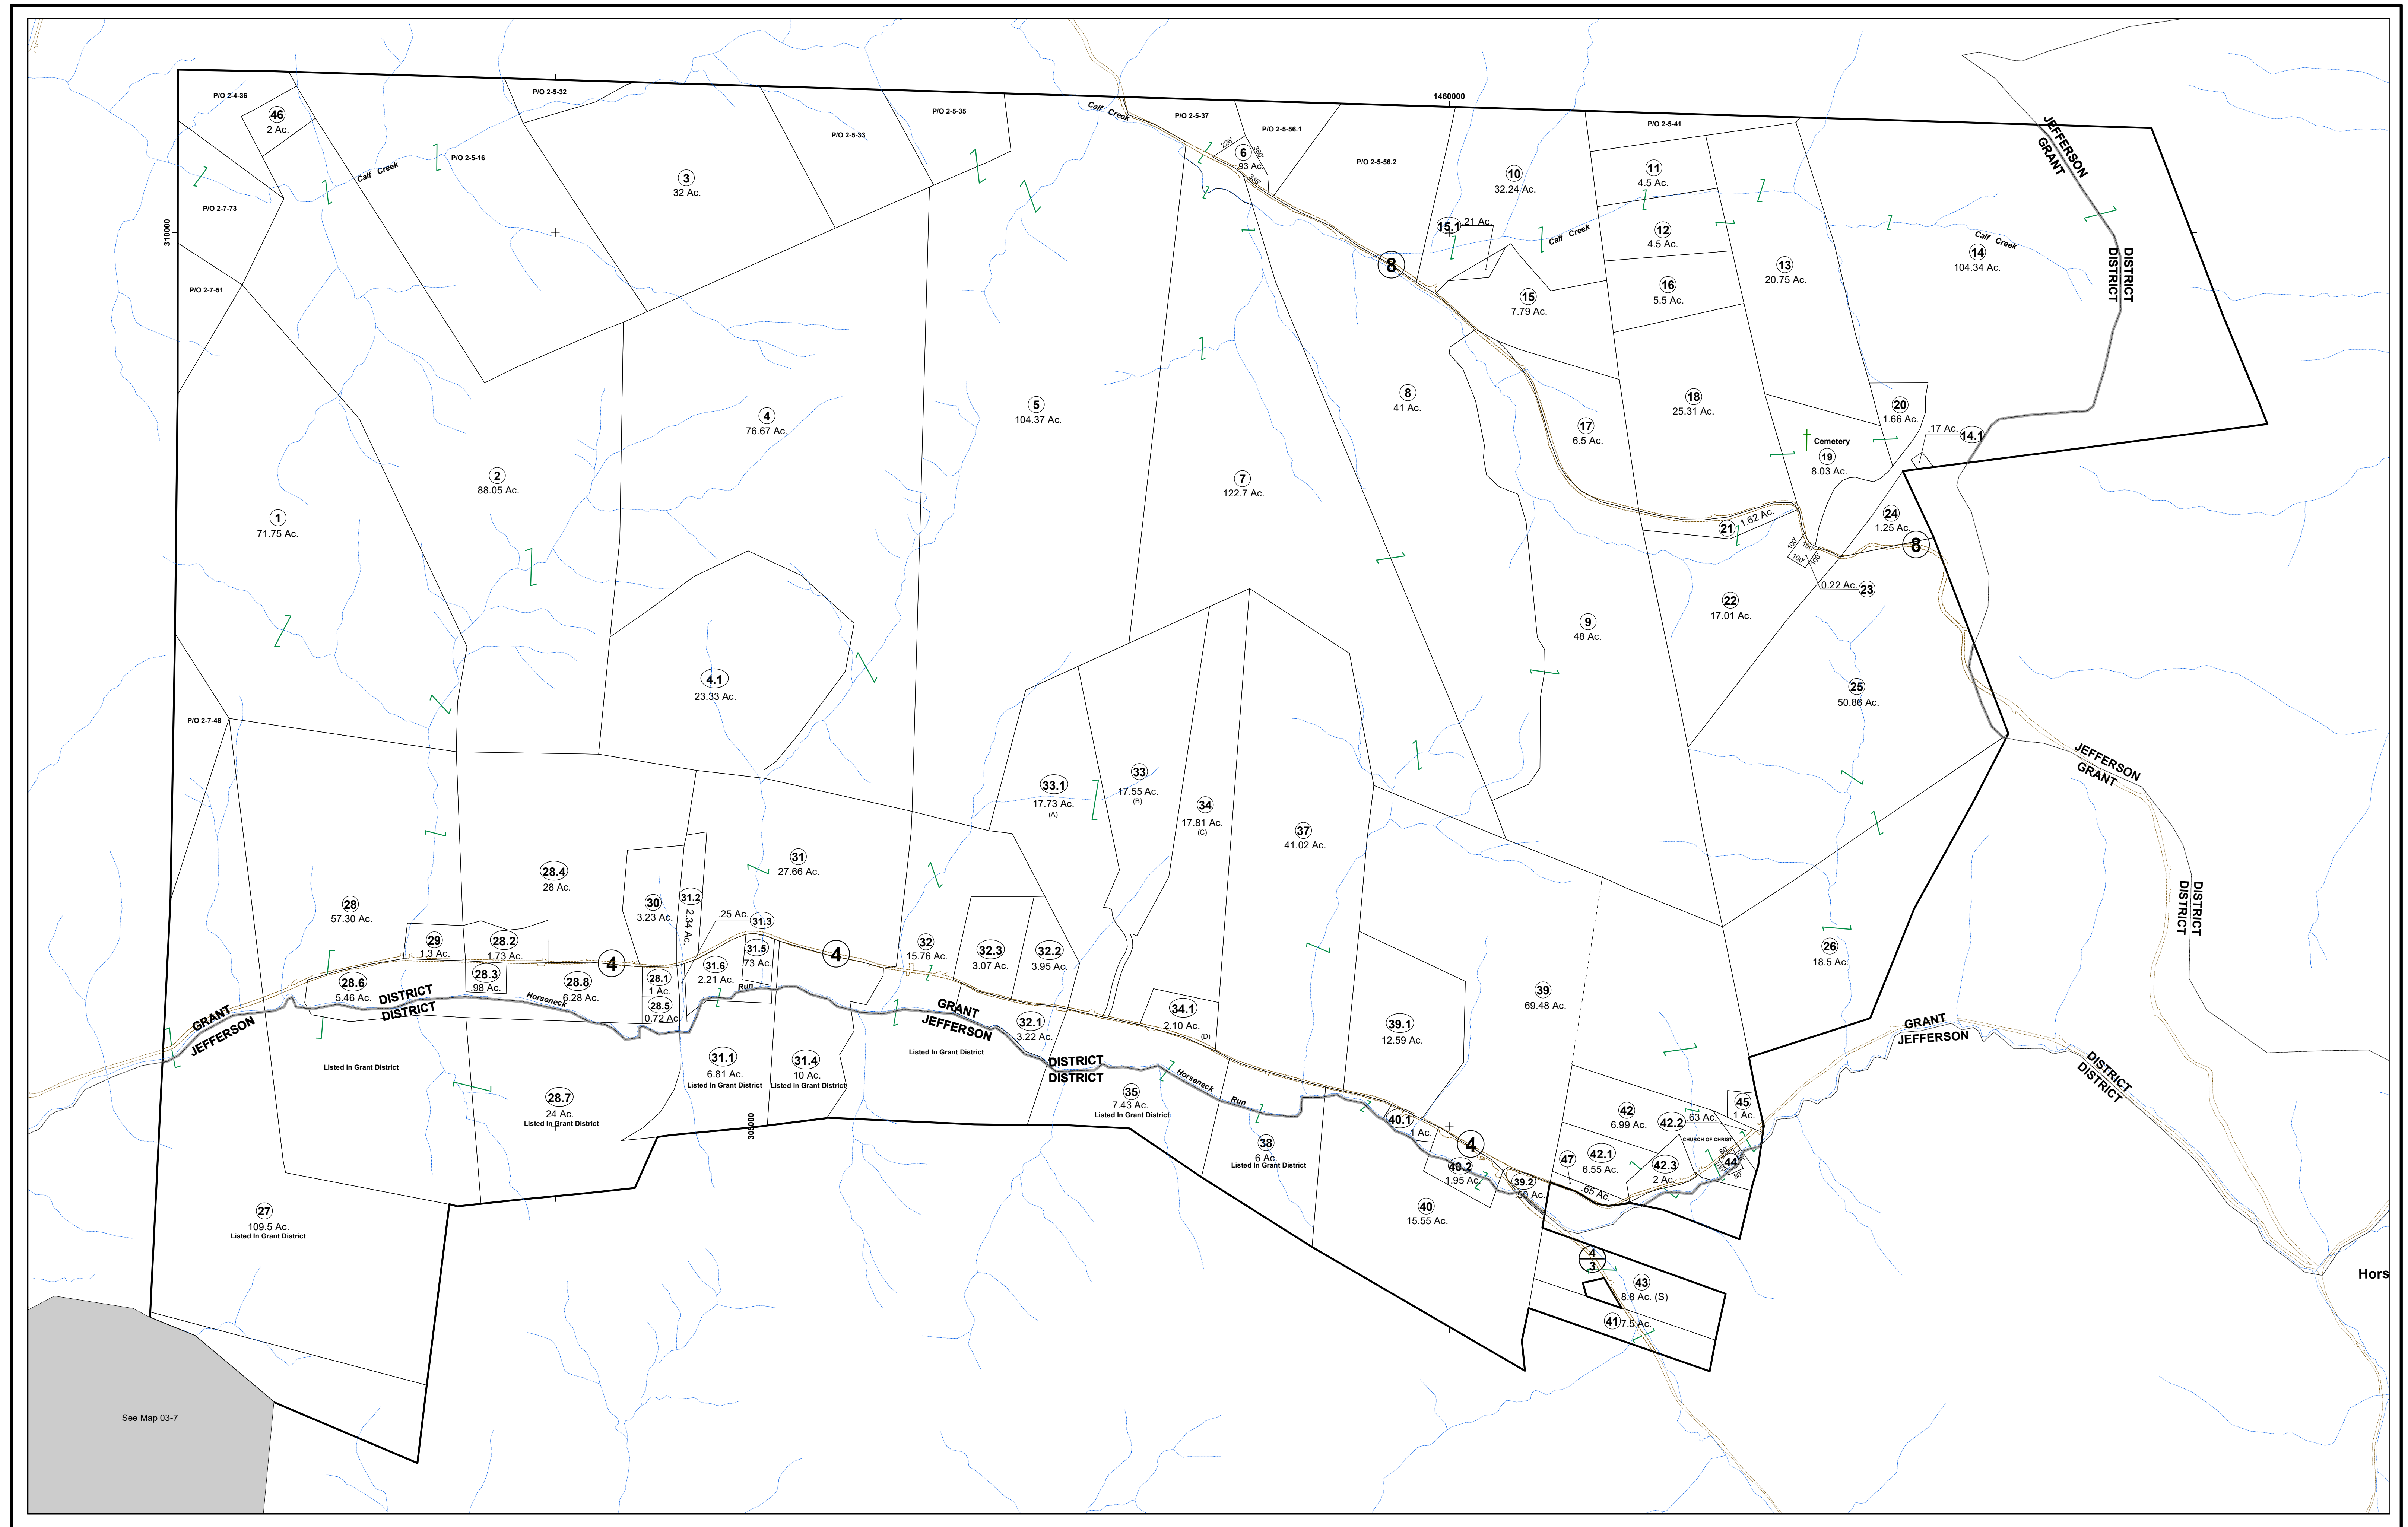 P/O 2-4-36
46
2 Ac.
P/O 2-5-32
P/O 2-5-16
Calf Creek
P/O 2-7-73
310000
P/O 2-7-51
3
32 Ac.
P/O 2-5-33
P/O 2-5-35
Calf Creek
P/O 2-5-37
P/O 2-5-56.1
228'
6
.93 Ac.
380'
335'
P/O 2-5-56.2
1460000
10
32.24 Ac.
P/O 2-5-41
11
4.5 Ac.
12
4.5 Ac.
16
5.5 Ac.
13
20.75 Ac.
Calf Creek
14
104.34 Ac.
JEFFERSON
GRANT
DISTRICT
DISTRICT
15.1
.21 Ac.
Calf Creek
8
15
7.79 Ac.
1
71.75 Ac.
2
88.05 Ac.
4
76.67 Ac.
5
104.37 Ac.
7
122.7 Ac.
8
41 Ac.
17
6.5 Ac.
18
25.31 Ac.
Cemetery
19
8.03 Ac.
20
1.66 Ac.
.17 Ac.
14.1
21
1.62 Ac.
24
1.25 Ac.
8
100'
100'
100'
100'
0.22 Ac.
23
22
17.01 Ac.
9
48 Ac.
25
50.86 Ac.
4.1
23.33 Ac.
P/O 2-7-48
JEFFERSON
GRANT
DISTRICT
DISTRICT
33.1
17.73 Ac.
(A)
33
17.55 Ac.
(B)
34
17.81 Ac.
(C)
37
41.02 Ac.
28
57.30 Ac.
28.4
28 Ac.
30
3.23 Ac.
31.2
2.34 Ac.
31
27.66 Ac.
.25 Ac.
31.3
29
1.3 Ac.
28.2
1.73 Ac.
4
31.5
.73 Ac.
4
32
15.76 Ac.
32.3
3.07 Ac.
32.2
3.95 Ac.
28.6
5.46 Ac.
28.3
.98 Ac.
28.8
6.28 Ac.
28.1
1 Ac.
28.5
0.72 Ac.
31.6
2.21 Ac.
Horseneck
Run
DISTRICT
DISTRICT
GRANT
JEFFERSON
GRANT
JEFFERSON
32.1
3.22 Ac.
34.1
2.10 Ac.
(D)
39
69.48 Ac.
39.1
12.59 Ac.
26
18.5 Ac.
GRANT
JEFFERSON
DISTRICT
DISTRICT
Listed In Grant District
28.7
24 Ac.
Listed In Grant District
31.1
6.81 Ac.
Listed In Grant District
31.4
10 Ac.
Listed in Grant District
305000
Listed In Grant District
DISTRICT
DISTRICT
35
7.43 Ac.
Listed In Grant District
Horseneck
Run
38
6 Ac.
Listed In Grant District
40.1
1 Ac.
4
40.2
1.95 Ac.
39.2
.50 Ac.
40
15.55 Ac.
42
6.99 Ac.
42.2
.63 Ac.
45
1 Ac.
CHURCH OF CHRIST
47
.65 Ac.
42.1
6.55 Ac.
42.3
2 Ac.
80'
44
80'
27
109.5 Ac.
Listed In Grant District
4
3
43
8.8 Ac. (S)
41
7.5 Ac.
Hors
See Map 03-7